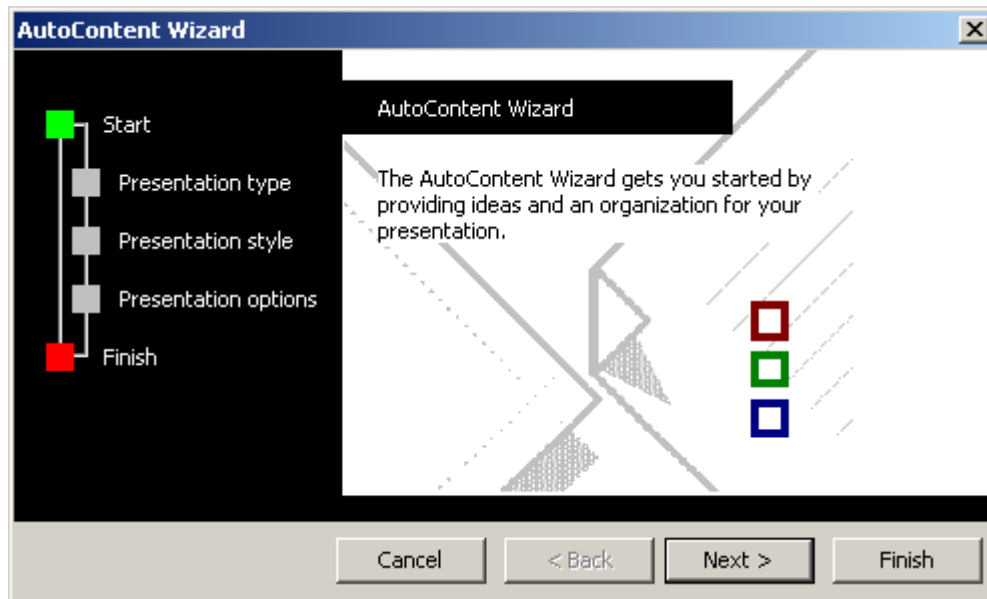 AutoContent Wizard
Start
Presentation type
Presentation style
Presentation options
Finish
AutoContent Wizard
The AutoContent Wizard gets you started by
providing ideas and an organization for your
presentation.
Cancel
< Back
Next >
Finish